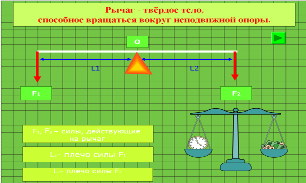 Рычаг – твёрдое тело,
способное вращаться вокруг неподвижной опоры.
О
L1 L2
F₁ F₂
F₁, F₂ – силы, действующие
на рычаг
L₁– плечо силы F₁
L₂– плечо силы F₂